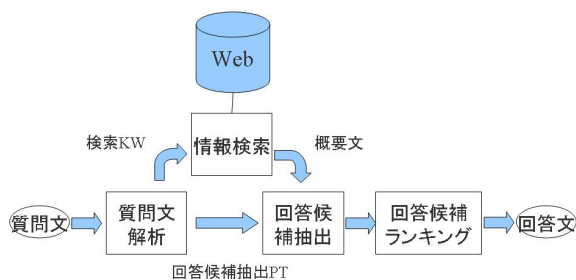 Web
検索KW
情報検索
概要文
質問文
質問文
解析
回答候
補抽出
回答候補
ランキング
回答文
回答候補抽出PT